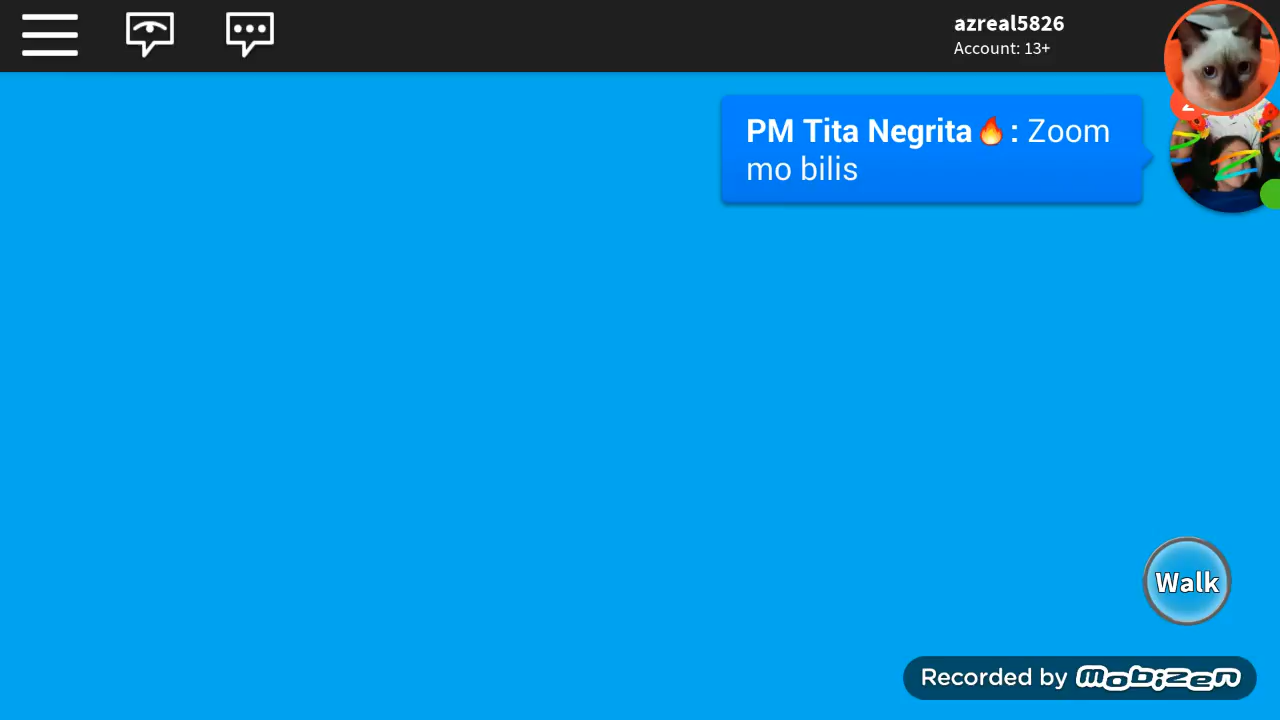 azreal5826
Account: 13+
PM Tita Negrita🔥: Zoom
mo bilis
Walk
Recorded by mobizen